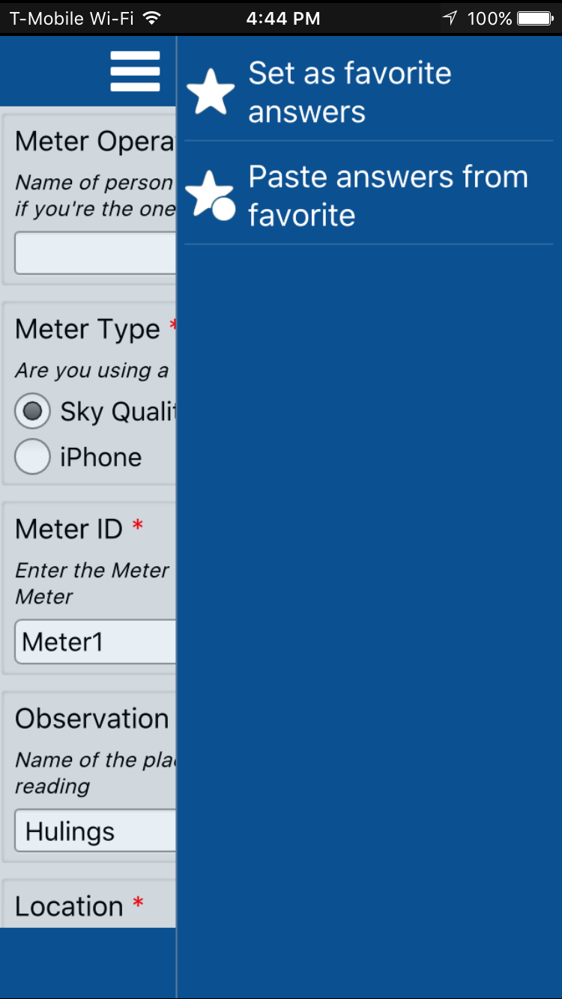 T-Mobile Wi-Fi 4:44 PM 100%
Meter Opera
Name of person
if you're the one
Meter Type *
Are you using a
Sky Qualit
iPhone
Meter ID *
Enter the Meter
Meter
Meter1
Observation
Name of the pla
reading
Hulings
Location *
Set as favorite
answers
Paste answers from
favorite